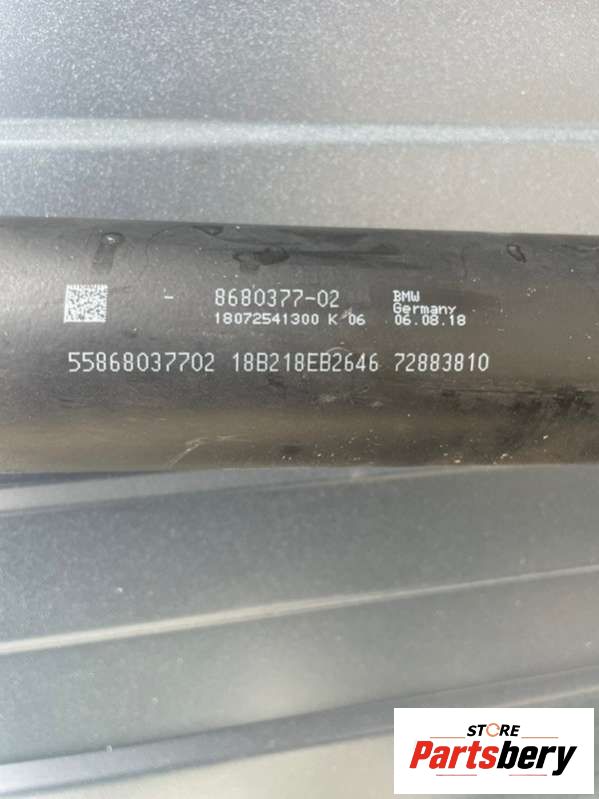 - 8680377-02 BMW
Germany
18072541300 K 06 06.08.18
55868037702 18B218EB2646 72883810
STORE
Partsbery